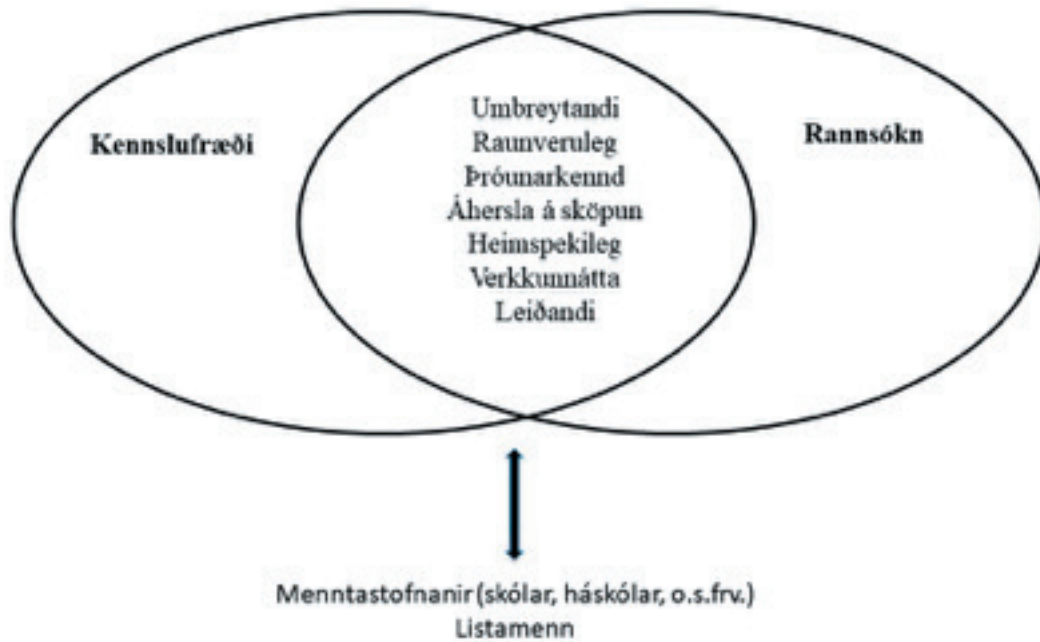 Kennslufræði
Umbreytandi
Raunveruleg
Þróunarkennd
Áhersla á sköpun
Heimspekileg
Verkkunnátta
Leiðandi
Rannsókn
Menntastofnanir (skólar, háskólar, o.s.frv.)
Listamenn